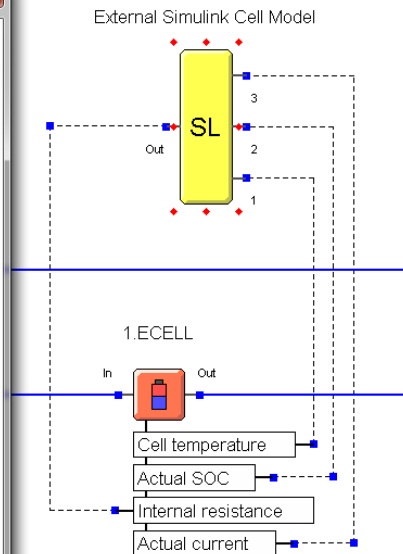 External Simulink Cell Model
3
SL
Out
2
1
1.ECELL
In
Out
Cell temperature
Actual SOC
Internal resistance
Actual current